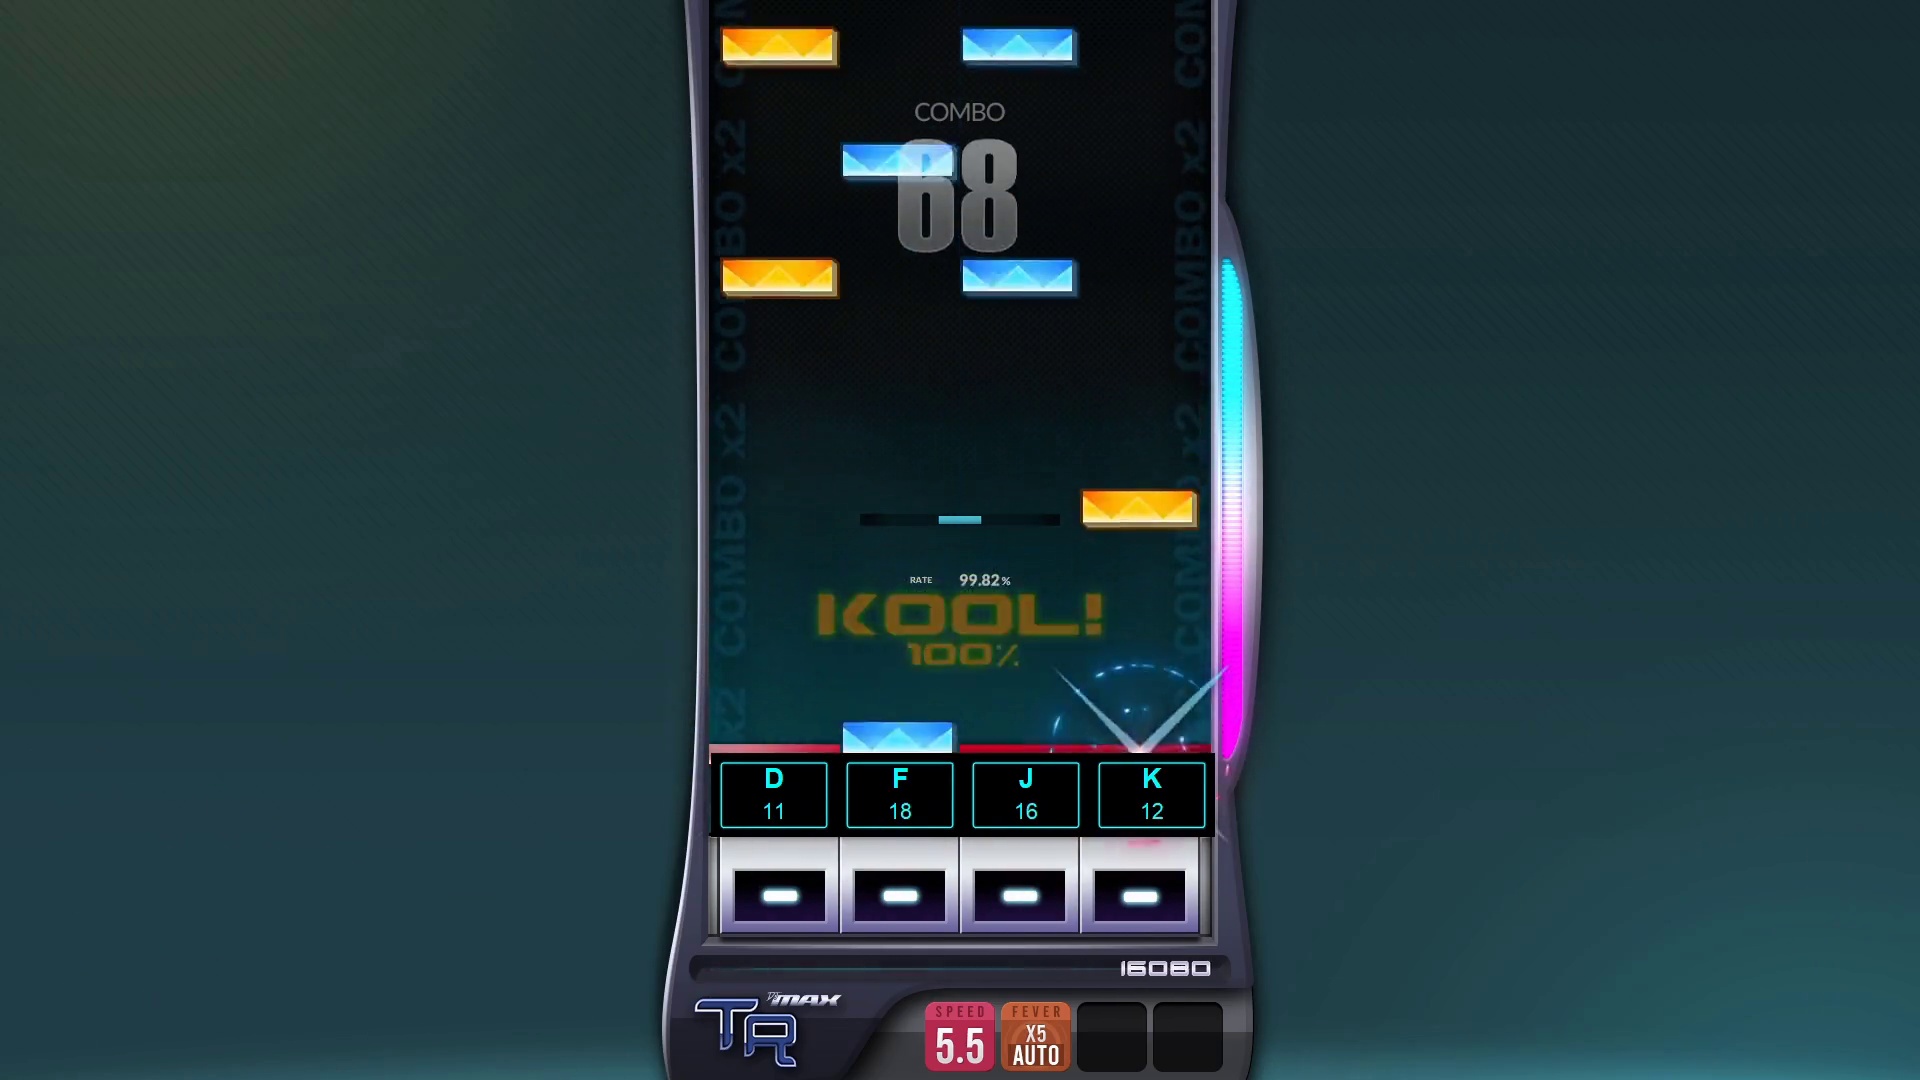 COMBO
68
COMBO x2 COMBO x2 COMBO x2
COMBO x2 COMBO x2 COMBO x2
RATE 99.82%
KOOL!
100%
D F J K
11 18 16 12
16080
DJMAX
TR
SPEED FEVER
5.5 X5
AUTO